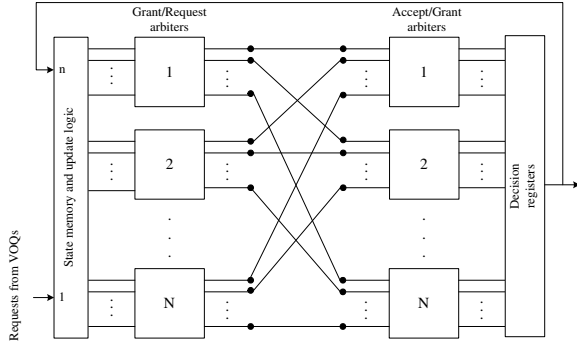 Grant/Request
arbiters
Accept/Grant
arbiters
n
1
1
2
2
N
N
1
State memory and update logic
Decision
registers
Requests from VOQs